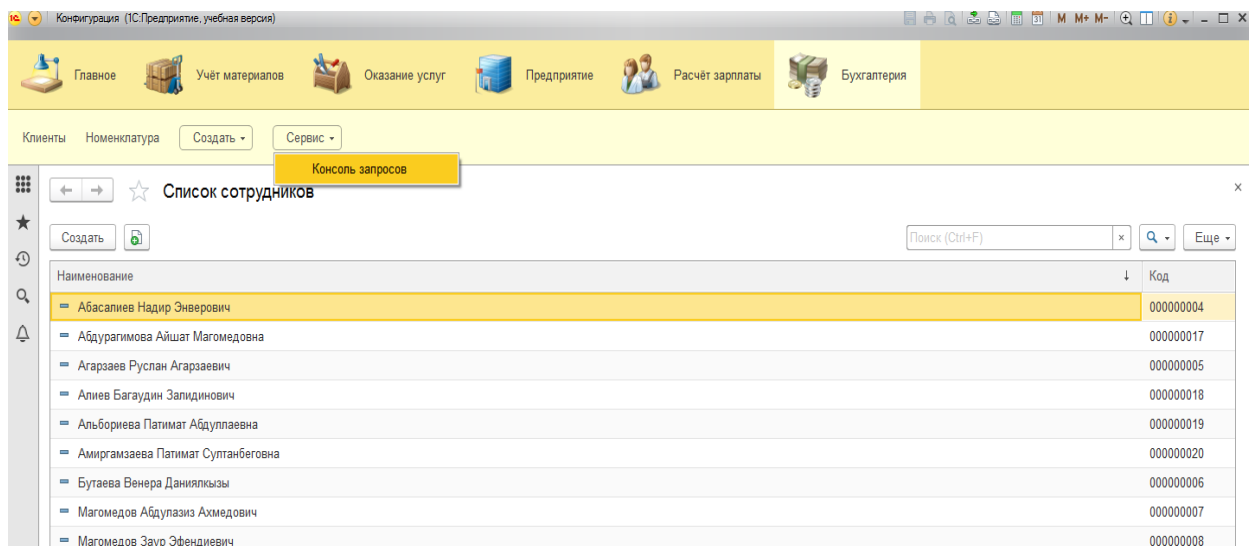 1С Конфигурация (1С:Предприятие, учебная версия) 31 M M+ M-
Главное Учёт материалов Оказание услуг Предприятие Расчёт зарплаты Бухгалтерия
Клиенты Номенклатура Создать Сервис
Консоль запросов
Список сотрудников
Создать Поиск (Ctrl+F) Еще
Наименование Код
Абасалиев Надир Энверович 000000004
Абдурагимова Айшат Магомедовна 000000017
Агарзаев Руслан Агарзаевич 000000005
Алиев Багаудин Залидинович 000000018
Альбориева Патимат Абдуллаевна 000000019
Амиргамзаева Патимат Султанбеговна 000000020
Бутаева Венера Даниялкызы 000000006
Магомедов Абдулазиз Ахмедович 000000007
Магомедов Заур Эфендиевич 000000008